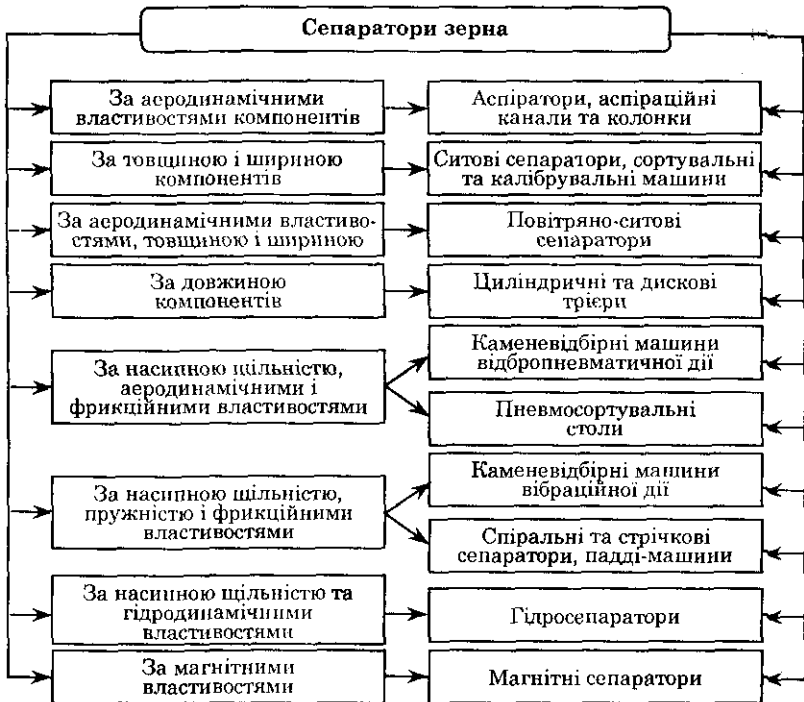 Сепаратори зерна
За аеродинамічними
властивостями компонентів
Аспіратори, аспіраційні
канали та колонки
За товщиною і шириною
компонентів
Ситові сепаратори, сортувальні
та калібрувальні машини
За аеродинамічними властиво-
стями, товщиною і шириною
Повітряно-ситові
сепаратори
За довжиною
компонентів
Циліндричні та дискові
трієри
За насипною щільністю,
аеродинамічними і
фрикційними властивостями
Каменевідбірні машини
відбропневматичної дії
Пневмосортувальні
столи
За насипною щільністю,
пружністю і фрикційними
властивостями
Каменевідбірні машини
вібраційної дії
Спіральні та стрічкові
сепаратори, падді-машини
За насипною щільністю та
гідродинамічними
властивостями
Гідросепаратори
За магнітними
властивостями
Магнітні сепаратори